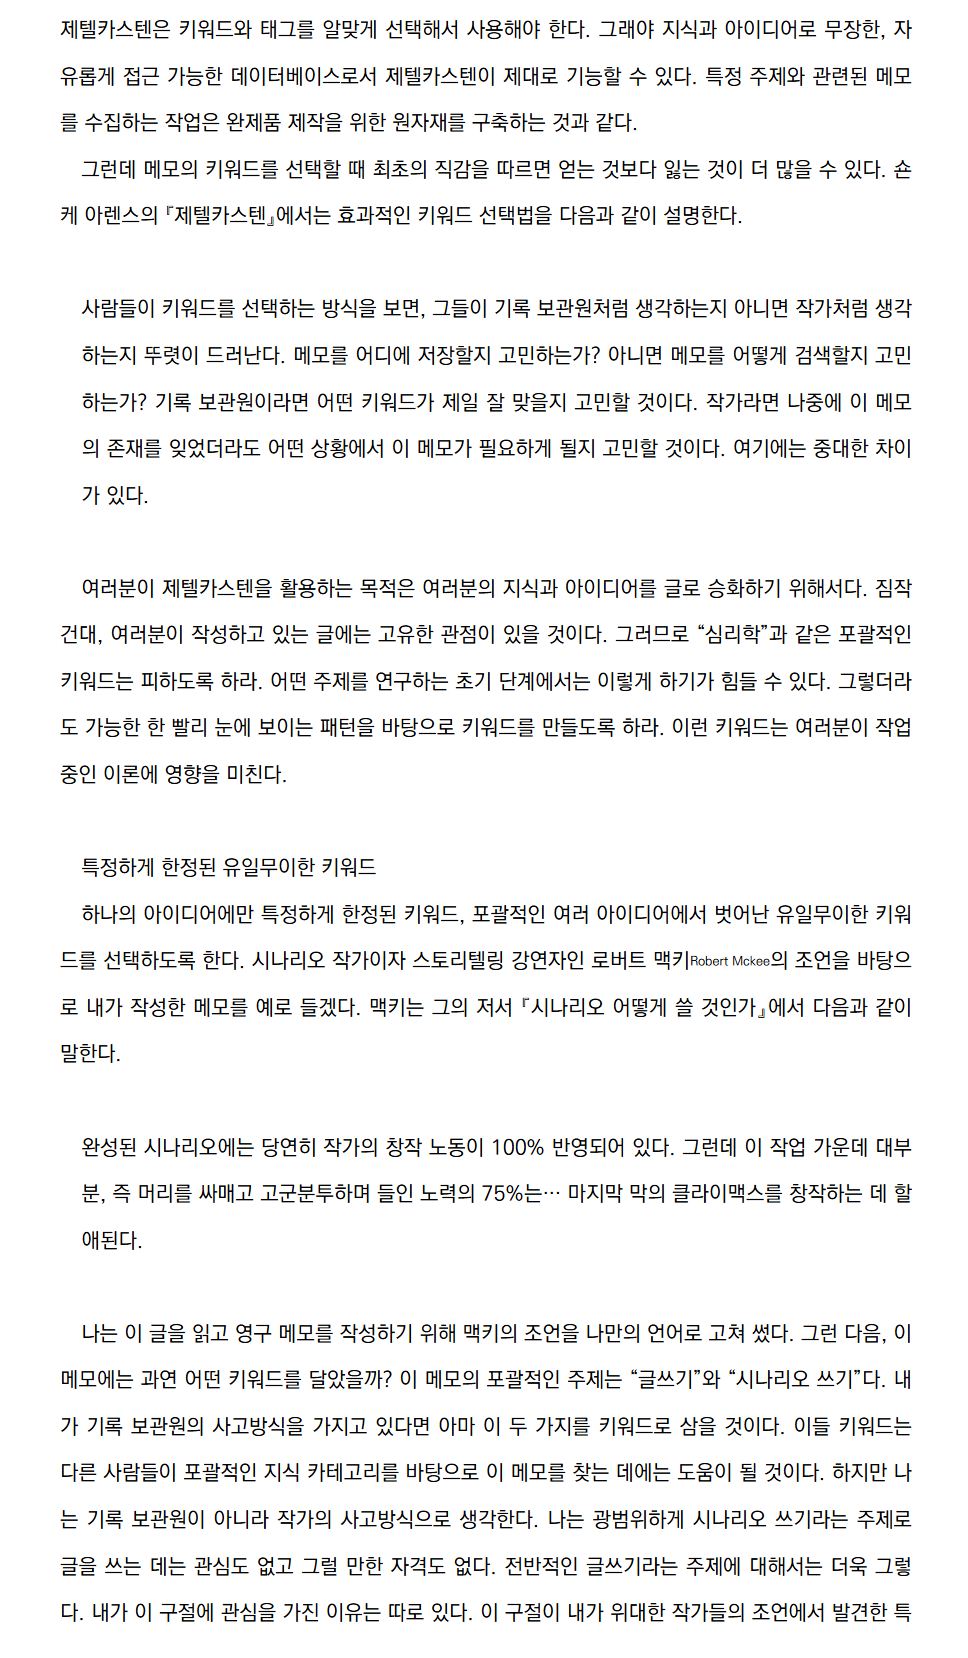 제텔카스텐은 키워드와 태그를 알맞게 선택해서 사용해야 한다. 그래야 지식과 아이디어로 무장한, 자
유롭게 접근 가능한 데이터베이스로서 제텔카스텐이 제대로 기능할 수 있다. 특정 주제와 관련된 메모
를 수집하는 작업은 완제품 제작을 위한 원자재를 구축하는 것과 같다.
그런데 메모의 키워드를 선택할 때 최초의 직감을 따르면 얻는 것보다 잃는 것이 더 많을 수 있다. 숀
케 아렌스의 『제텔카스텐』에서는 효과적인 키워드 선택법을 다음과 같이 설명한다.
사람들이 키워드를 선택하는 방식을 보면, 그들이 기록 보관원처럼 생각하는지 아니면 작가처럼 생각
하는지 뚜렷이 드러난다. 메모를 어디에 저장할지 고민하는가? 아니면 메모를 어떻게 검색할지 고민
하는가? 기록 보관원이라면 어떤 키워드가 제일 잘 맞을지 고민할 것이다. 작가라면 나중에 이 메모
의 존재를 잊었더라도 어떤 상황에서 이 메모가 필요하게 될지 고민할 것이다. 여기에는 중대한 차이
가 있다.
여러분이 제텔카스텐을 활용하는 목적은 여러분의 지식과 아이디어를 글로 승화하기 위해서다. 짐작
건대, 여러분이 작성하고 있는 글에는 고유한 관점이 있을 것이다. 그러므로 “심리학”과 같은 포괄적인
키워드는 피하도록 하라. 어떤 주제를 연구하는 초기 단계에서는 이렇게 하기가 힘들 수 있다. 그렇더라
도 가능한 한 빨리 눈에 보이는 패턴을 바탕으로 키워드를 만들도록 하라. 이런 키워드는 여러분이 작업
중인 이론에 영향을 미친다.
특정하게 한정된 유일무이한 키워드
하나의 아이디어에만 특정하게 한정된 키워드, 포괄적인 여러 아이디어에서 벗어난 유일무이한 키워
드를 선택하도록 한다. 시나리오 작가이자 스토리텔링 강연자인 로버트 맥키Robert Mckee의 조언을 바탕으
로 내가 작성한 메모를 예로 들겠다. 맥키는 그의 저서 『시나리오 어떻게 쓸 것인가』에서 다음과 같이
말한다.
완성된 시나리오에는 당연히 작가의 창작 노동이 100% 반영되어 있다. 그런데 이 작업 가운데 대부
분, 즉 머리를 싸매고 고군분투하며 들인 노력의 75%는… 마지막 막의 클라이맥스를 창작하는 데 할
애된다.
나는 이 글을 읽고 영구 메모를 작성하기 위해 맥키의 조언을 나만의 언어로 고쳐 썼다. 그런 다음, 이
메모에는 과연 어떤 키워드를 달았을까? 이 메모의 포괄적인 주제는 “글쓰기”와 “시나리오 쓰기”다. 내
가 기록 보관원의 사고방식을 가지고 있다면 아마 이 두 가지를 키워드로 삼을 것이다. 이들 키워드는
다른 사람들이 포괄적인 지식 카테고리를 바탕으로 이 메모를 찾는 데에는 도움이 될 것이다. 하지만 나
는 기록 보관원이 아니라 작가의 사고방식으로 생각한다. 나는 광범위하게 시나리오 쓰기라는 주제로
글을 쓰는 데는 관심도 없고 그럴 만한 자격도 없다. 전반적인 글쓰기라는 주제에 대해서는 더욱 그렇
다. 내가 이 구절에 관심을 가진 이유는 따로 있다. 이 구절이 내가 위대한 작가들의 조언에서 발견한 특